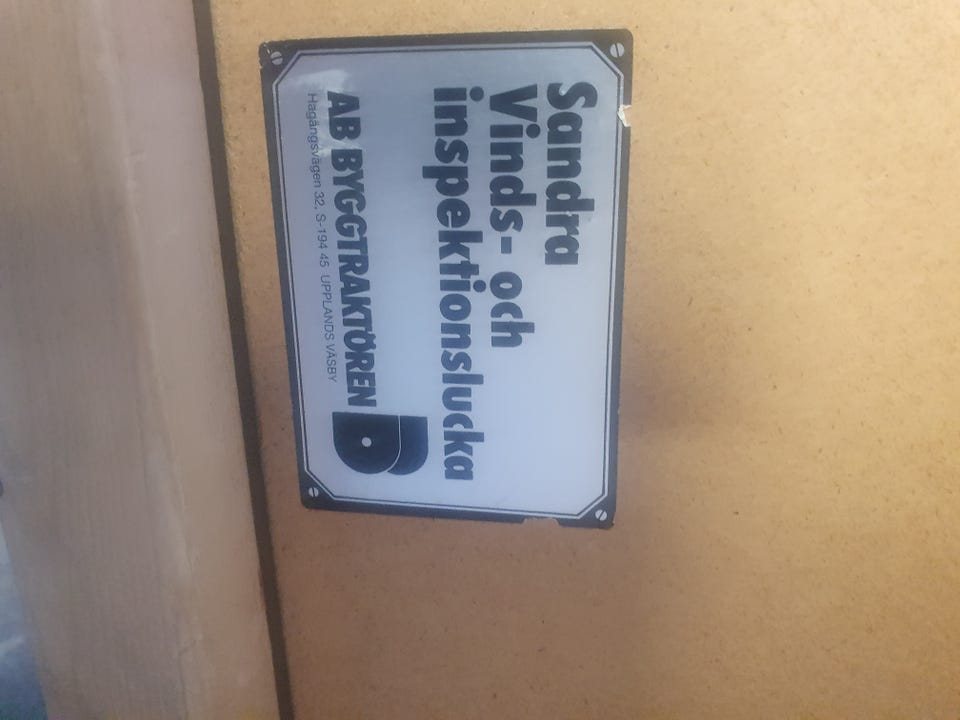 Sandra
Vinds- och
inspektionslucka
AB BYGGTRAKTÖREN
Hagängsvägen 32, S-194 45 UPPLANDS VÄSBY